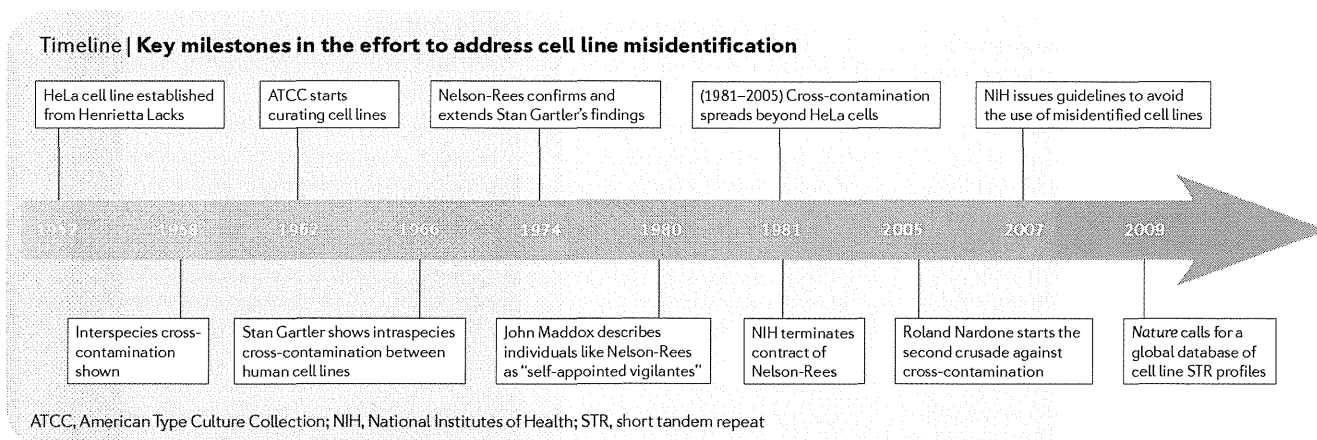 Timeline | Key milestones in the effort to address cell line misidentification
HeLa cell line established
from Henrietta Lacks
ATCC starts
curating cell lines
Nelson-Rees confirms and
extends Stan Gartler's findings
(1981–2005) Cross-contamination
spreads beyond HeLa cells
NIH issues guidelines to avoid
the use of misidentified cell lines
1958
1962
1966
1974
1980
1981
2005
2007
2009
Interspecies cross-
contamination
shown
Stan Gartler shows intraspecies
cross-contamination between
human cell lines
John Maddox describes
individuals like Nelson-Rees
as "self-appointed vigilantes"
NIH terminates
contract of
Nelson-Rees
Roland Nardone starts the
second crusade against
cross-contamination
Nature calls for a
global database of
cell line STR profiles
ATCC, American Type Culture Collection; NIH, National Institutes of Health; STR, short tandem repeat